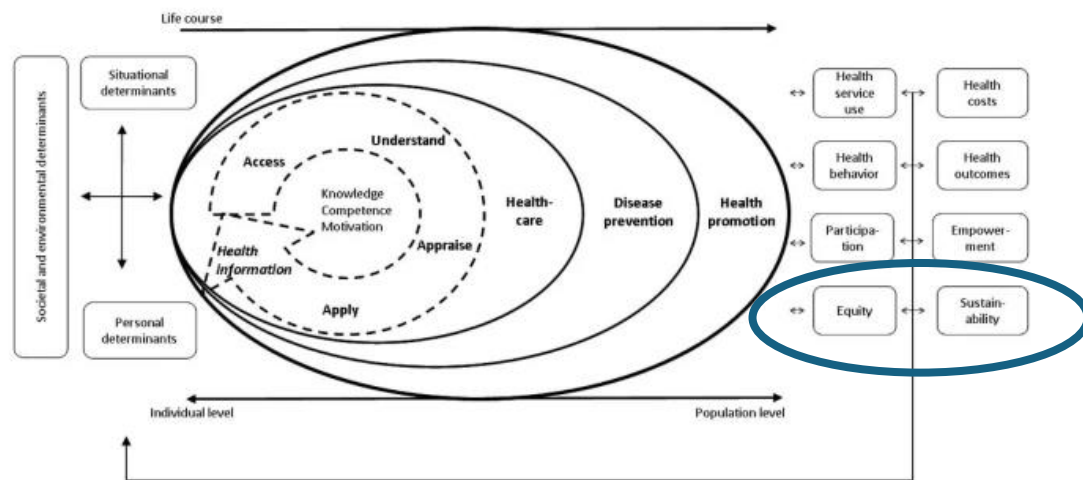 Life course
Societal and environmental determinants
Situational
determinants
Personal
determinants
Access
Understand
Knowledge
Competence
Motivation
Health
information
Appraise
Apply
Health-
care
Disease
prevention
Health
promotion
Health
service
use
Health
costs
Health
behavior
Health
outcomes
Participa-
tion
Empower-
ment
Equity
Sustain-
ability
Individual level
Population level